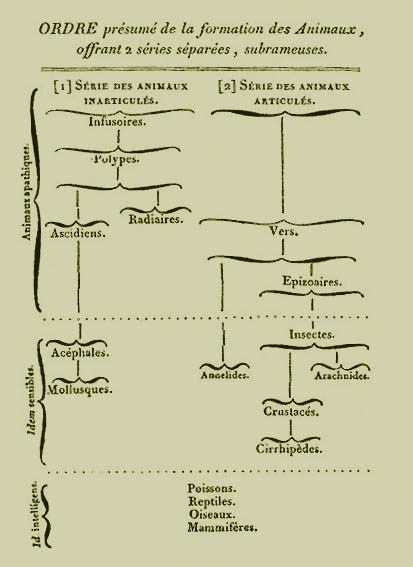 ORDRE présumé de la formation des Animaux,
offrant 2 séries séparées, subrameuses.
[1] SÉRIE DES ANIMAUX
INARTICULÉS.
[2] SÉRIE DES ANIMAUX
ARTICULÉS.
Animaux apathiques.
Infusoires.
Polypes.
Ascidiens.
Radiaires.
Vers.
Epizoaires.
Idem sensibles.
Acéphales.
Mollusques.
Insectes.
Annelides.
Arachnides.
Crustacés.
Cirrhipèdes.
Id. intelligens.
Poissons.
Reptiles.
Oiseaux.
Mammifères.